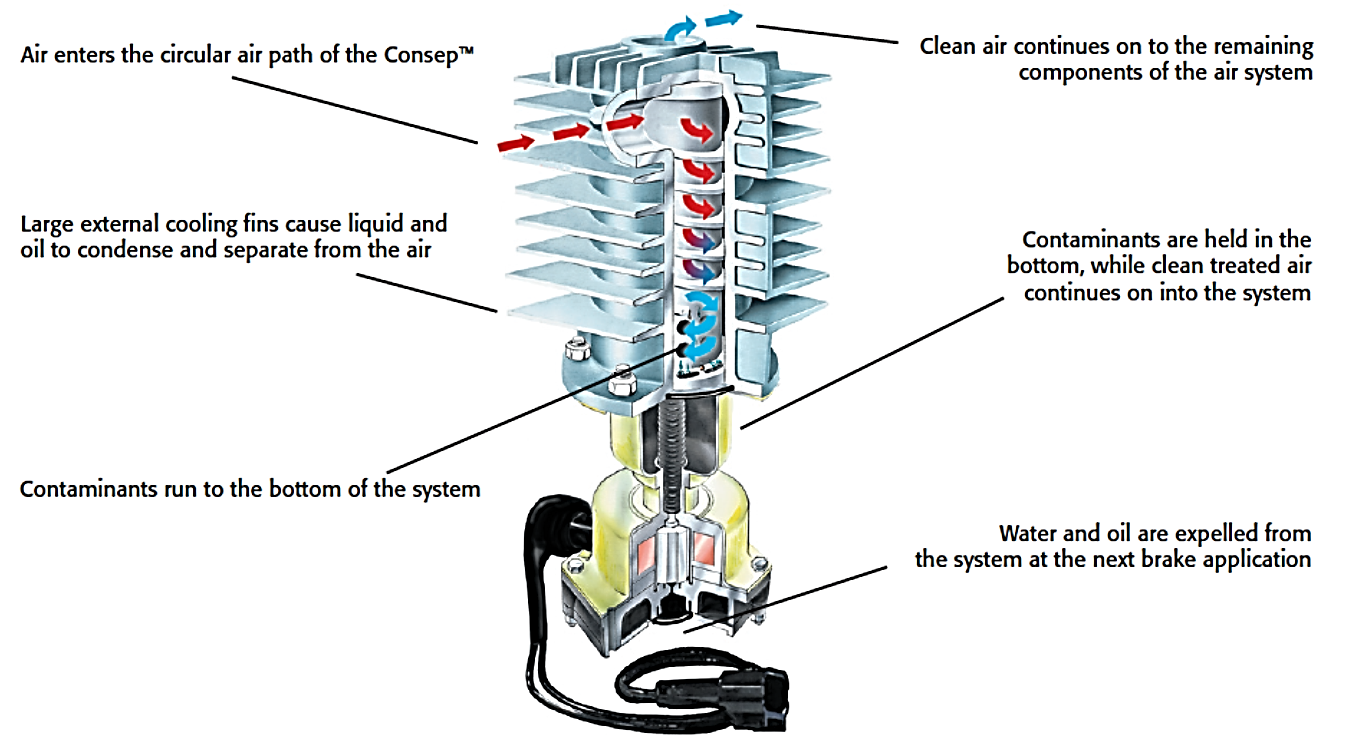 Air enters the circular air path of the Consep™
Clean air continues on to the remaining
components of the air system
Large external cooling fins cause liquid and
oil to condense and separate from the air
Contaminants are held in the
bottom, while clean treated air
continues on into the system
Contaminants run to the bottom of the system
Water and oil are expelled from
the system at the next brake application